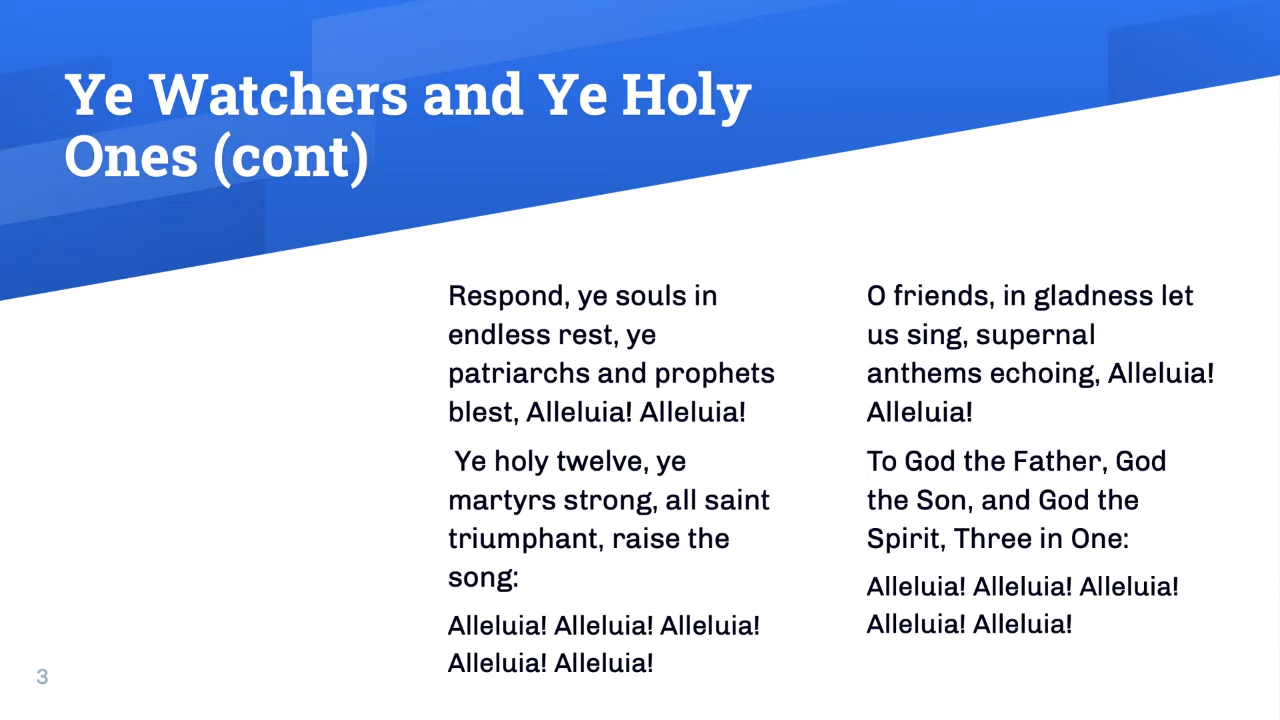 Ye Watchers and Ye Holy
Ones (cont)
Respond, ye souls in
endless rest, ye
patriarchs and prophets
blest, Alleluia! Alleluia!
Ye holy twelve, ye
martyrs strong, all saint
triumphant, raise the
song:
Alleluia! Alleluia! Alleluia!
Alleluia! Alleluia!
O friends, in gladness let
us sing, supernal
anthems echoing, Alleluia!
Alleluia!
To God the Father, God
the Son, and God the
Spirit, Three in One:
Alleluia! Alleluia! Alleluia!
Alleluia! Alleluia!
3